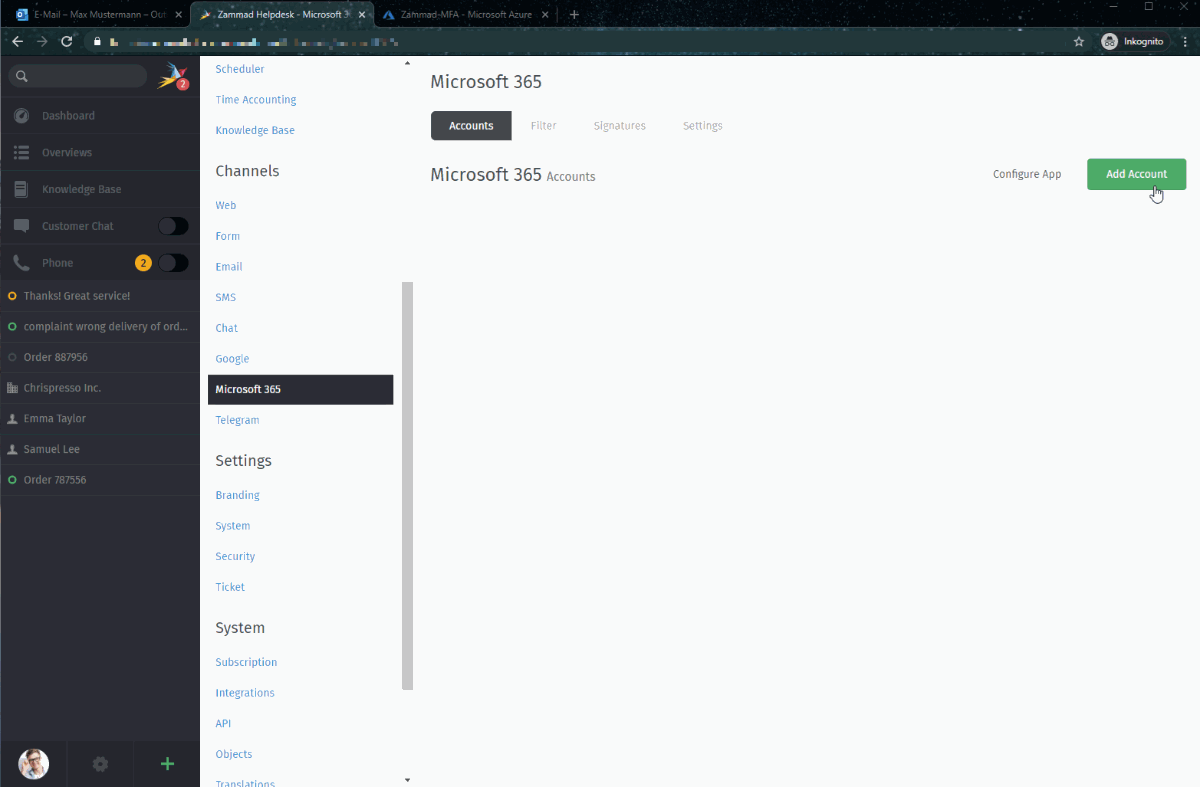 E-Mail – Max Mustermann – Out
Zammad Helpdesk - Microsoft 3
Zammad-MFA - Microsoft Azure
Inkognito
2
Dashboard
Overviews
Knowledge Base
Customer Chat
Phone 2
Thanks! Great service!
complaint wrong delivery of ord...
Order 887956
Chrispresso Inc.
Emma Taylor
Samuel Lee
Order 787556
Scheduler
Time Accounting
Knowledge Base
Channels
Web
Form
Email
SMS
Chat
Google
Microsoft 365
Telegram
Settings
Branding
System
Security
Ticket
System
Subscription
Integrations
API
Objects
Translations
Microsoft 365
Accounts Filter Signatures Settings
Microsoft 365 Accounts
Configure App
Add Account